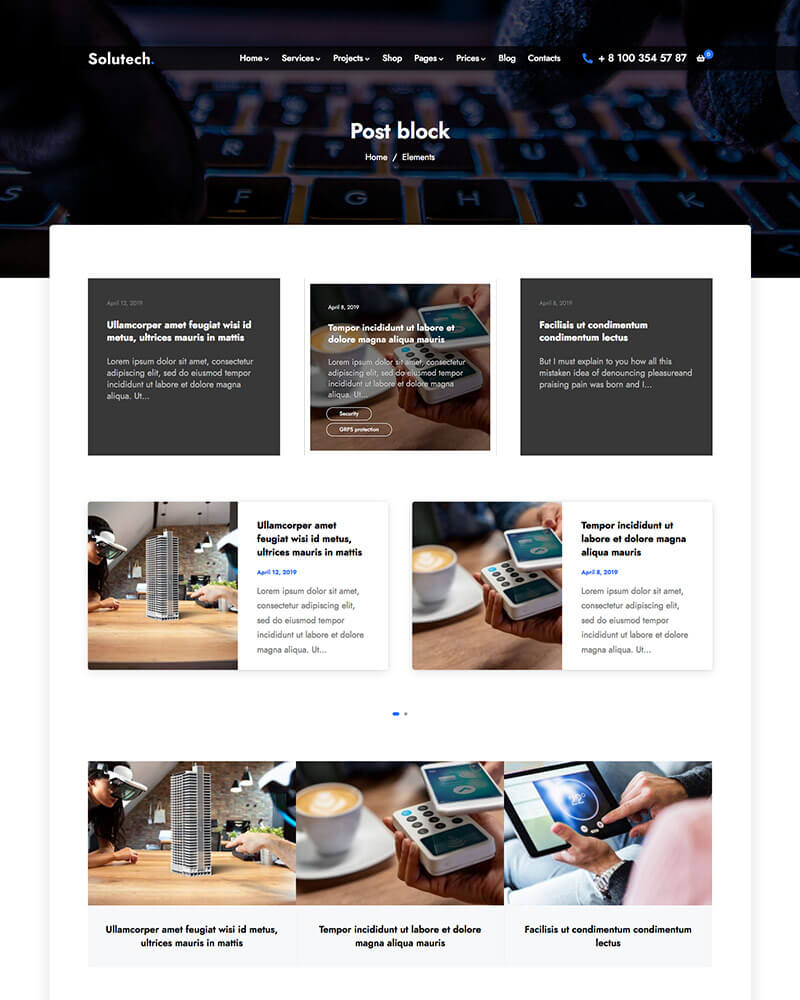 Solutech.
Home Services Projects Shop Pages Prices Blog Contacts
+ 8 100 354 57 87
0
Post block
Home / Elements
F G H J K
April 12, 2019
Ullamcorper amet feugiat wisi id
metus, ultrices mauris in mattis
Lorem ipsum dolor sit amet, consectetur
adipiscing elit, sed do eiusmod tempor
incididunt ut labore et dolore magna
aliqua. Ut...
April 8, 2019
Tempor incididunt ut labore et
dolore magna aliqua mauris
Lorem ipsum dolor sit amet, consectetur
adipiscing elit, sed do eiusmod tempor
incididunt ut labore et dolore magna
aliqua. Ut...
Security
GRPS protection
April 8, 2019
Facilisis ut condimentum
condimentum lectus
But I must explain to you how all this
mistaken idea of denouncing pleasureand
praising pain was born and I...
Ullamcorper amet
feugiat wisi id metus,
ultrices mauris in mattis
April 12, 2019
Lorem ipsum dolor sit amet,
consectetur adipiscing elit,
sed do eiusmod tempor
incididunt ut labore et dolore
magna aliqua. Ut...
Tempor incididunt ut
labore et dolore magna
aliqua mauris
April 8, 2019
Lorem ipsum dolor sit amet,
consectetur adipiscing elit,
sed do eiusmod tempor
incididunt ut labore et dolore
magna aliqua. Ut...
22°
Ullamcorper amet feugiat wisi id metus,
ultrices mauris in mattis
Tempor incididunt ut labore et dolore
magna aliqua mauris
Facilisis ut condimentum condimentum
lectus